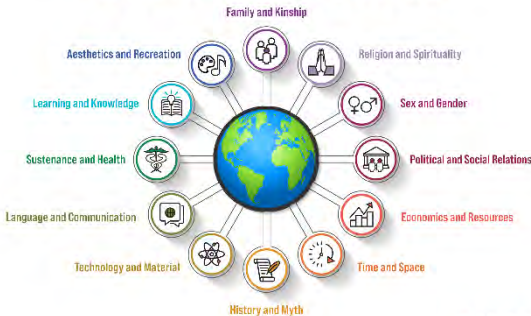 Family and Kinship
Religion and Spirituality
Sex and Gender
Political and Social Relations
Economics and Resources
Time and Space
History and Myth
Technology and Material
Language and Communication
Sustenance and Health
Learning and Knowledge
Aesthetics and Recreation